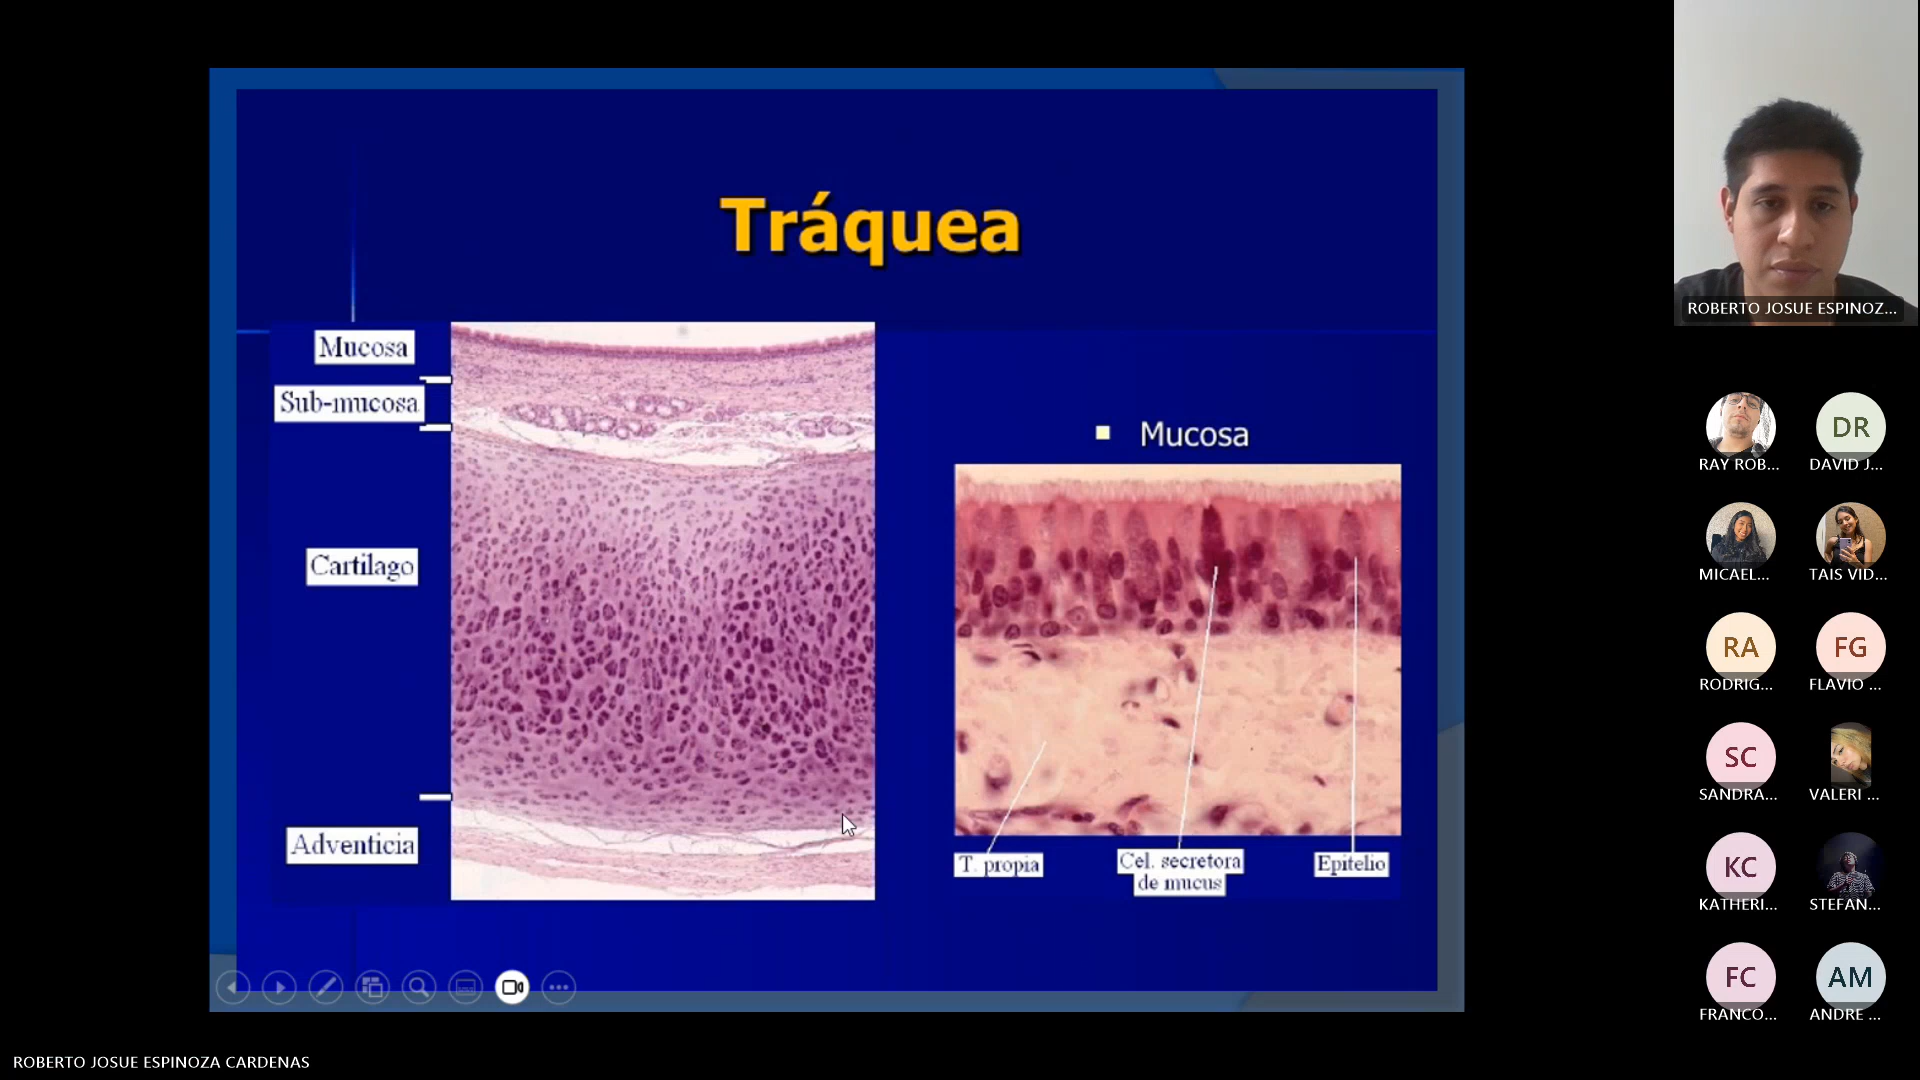 Tráquea
Mucosa
Sub-mucosa
Cartilago
Adventicia
Mucosa
T. propia
Cel. secretora
de mucus
Epitelio
ROBERTO JOSUE ESPINOZ...
RAY ROB...
DR
DAVID J...
MICAEL...
TAIS VID...
RA
RODRIG...
FG
FLAVIO ...
SC
SANDRA...
VALERI ...
KC
KATHERI...
STEFAN...
FC
FRANCO...
AM
ANDRE ...
ROBERTO JOSUE ESPINOZA CARDENAS